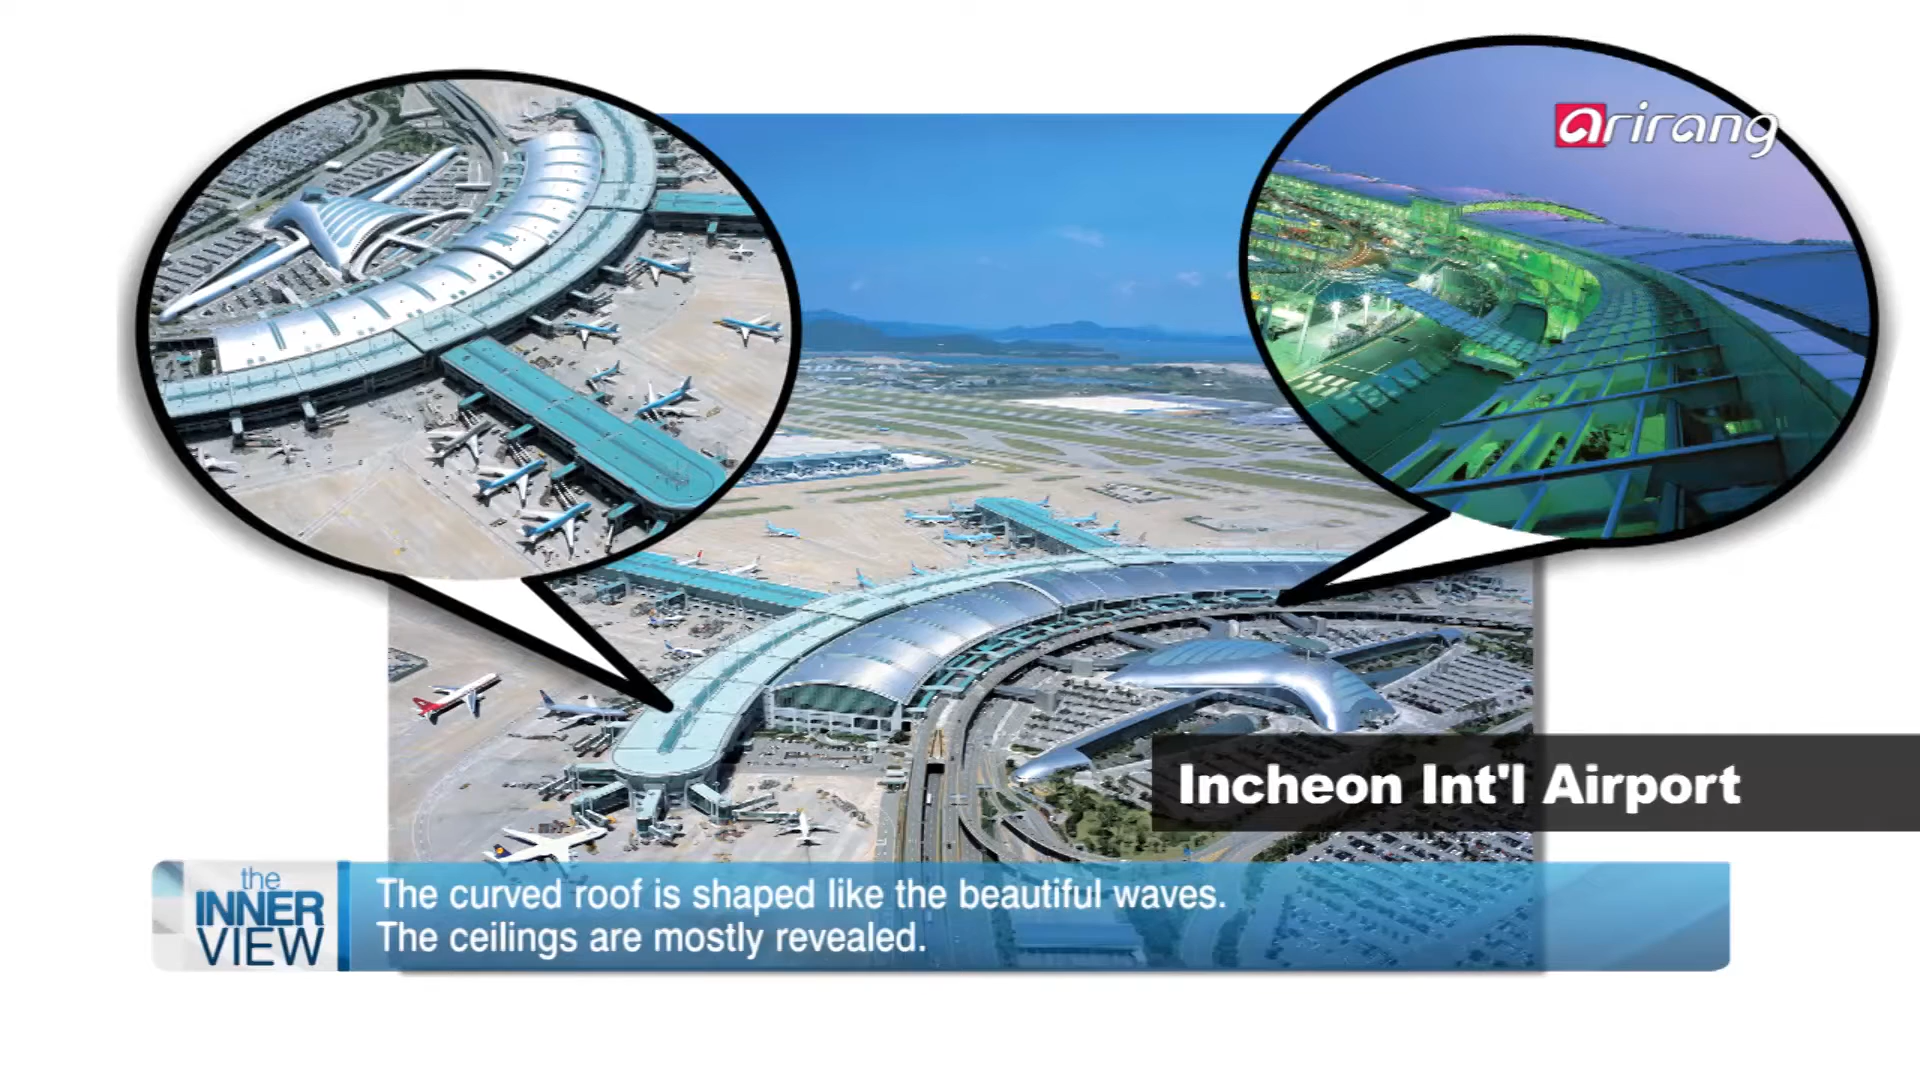 arirang
Incheon Int'l Airport
the
INNER
VIEW
The curved roof is shaped like the beautiful waves.
The ceilings are mostly revealed.